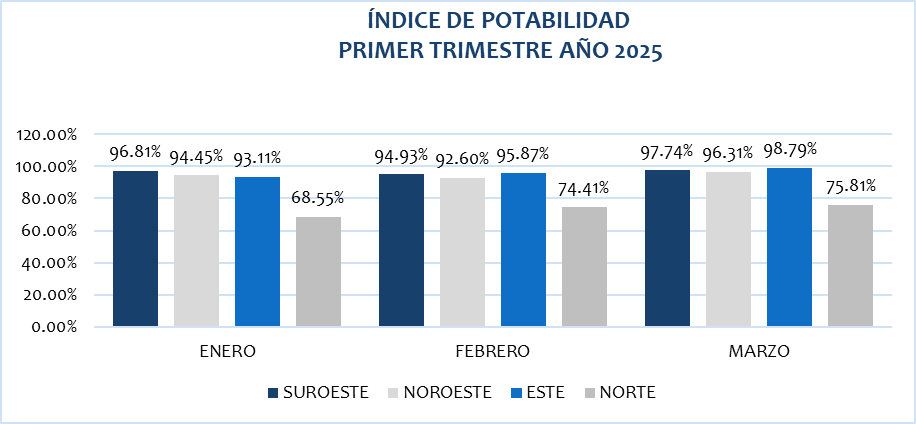 ÍNDICE DE POTABILIDAD
PRIMER TRIMESTRE AÑO 2025
120.00%
100.00%
80.00%
60.00%
40.00%
20.00%
0.00%
96.81% 94.45% 93.11% 68.55%
94.93% 92.60% 95.87% 74.41%
97.74% 96.31% 98.79% 75.81%
ENERO FEBRERO MARZO
SUROESTE NOROESTE ESTE NORTE